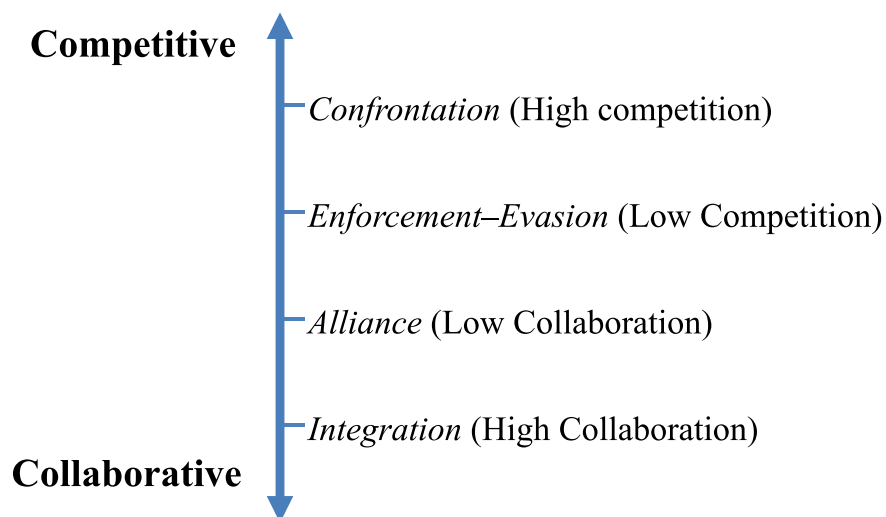 Competitive
Confrontation (High competition)
Enforcement–Evasion (Low Competition)
Alliance (Low Collaboration)
Integration (High Collaboration)
Collaborative